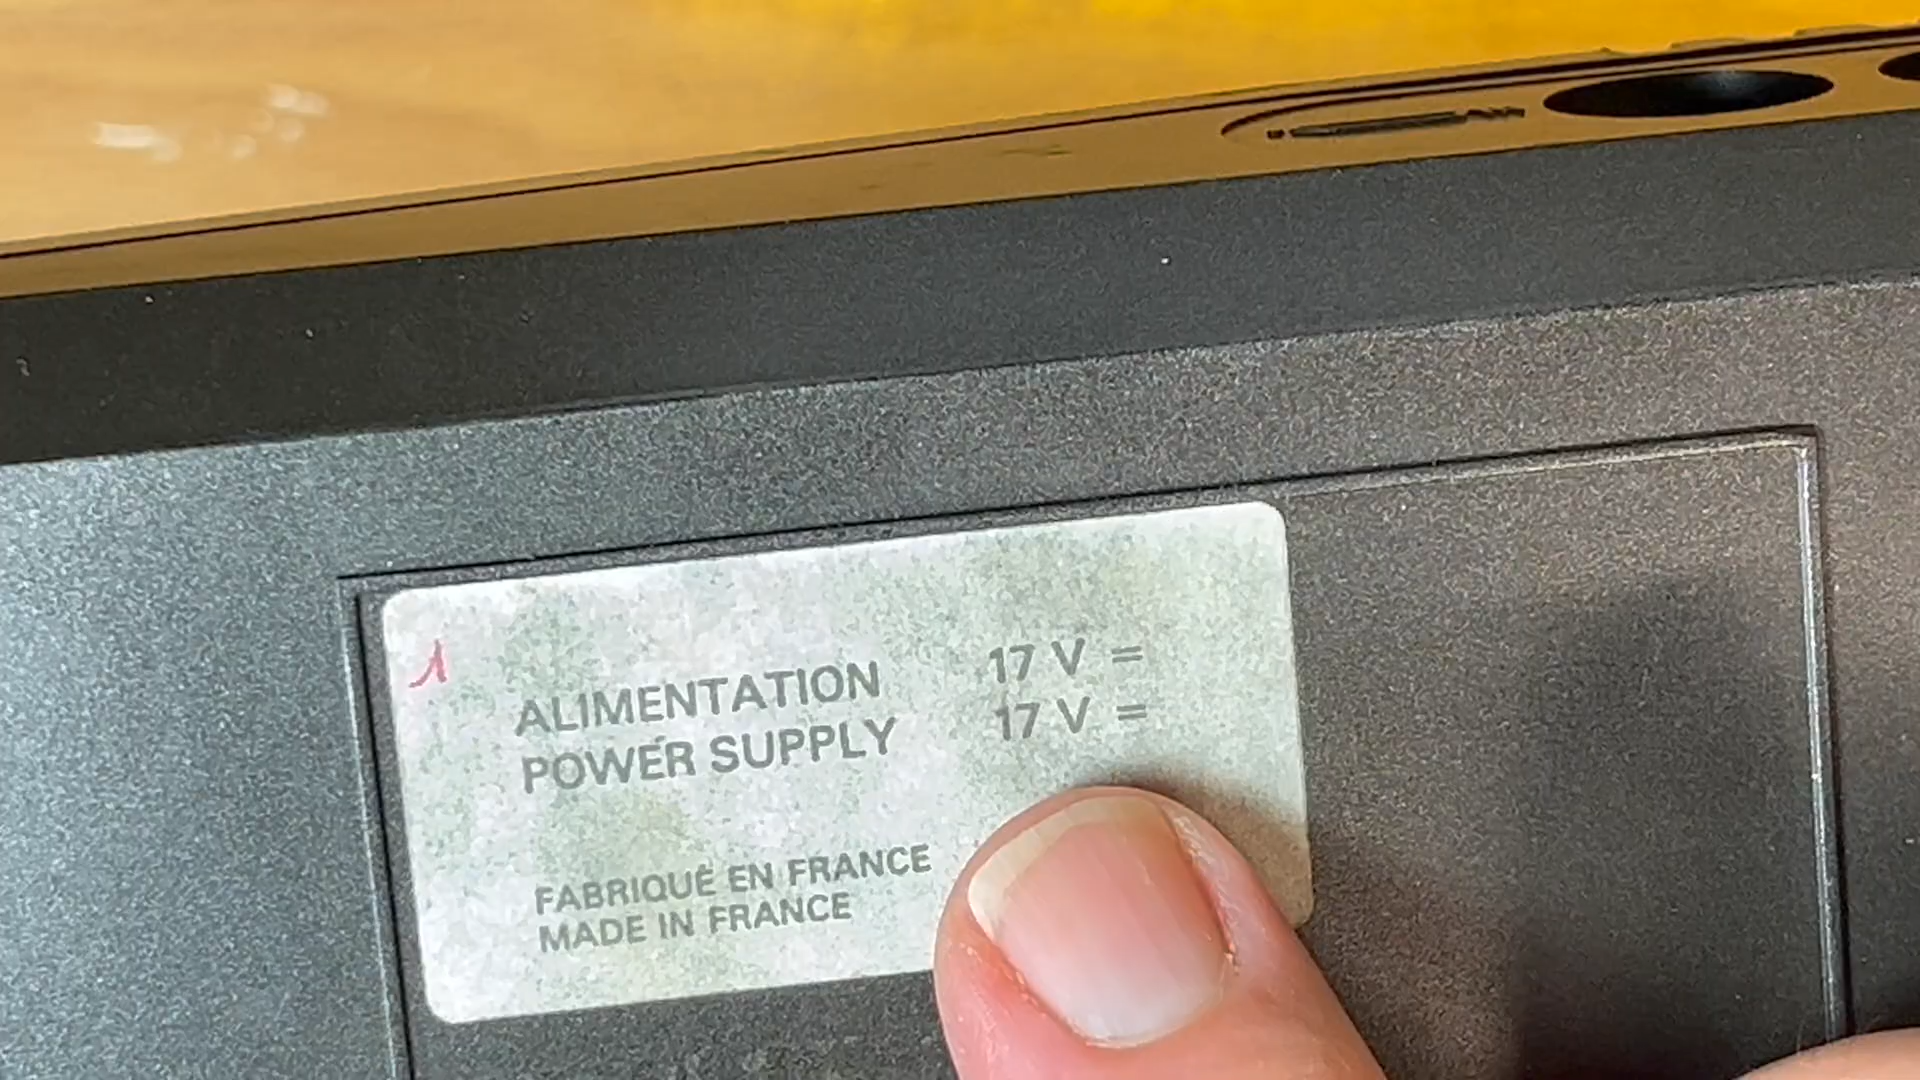 ALIMENTATION 17 V =
POWER SUPPLY 17 V =
FABRIQUÉ EN FRANCE
MADE IN FRANCE